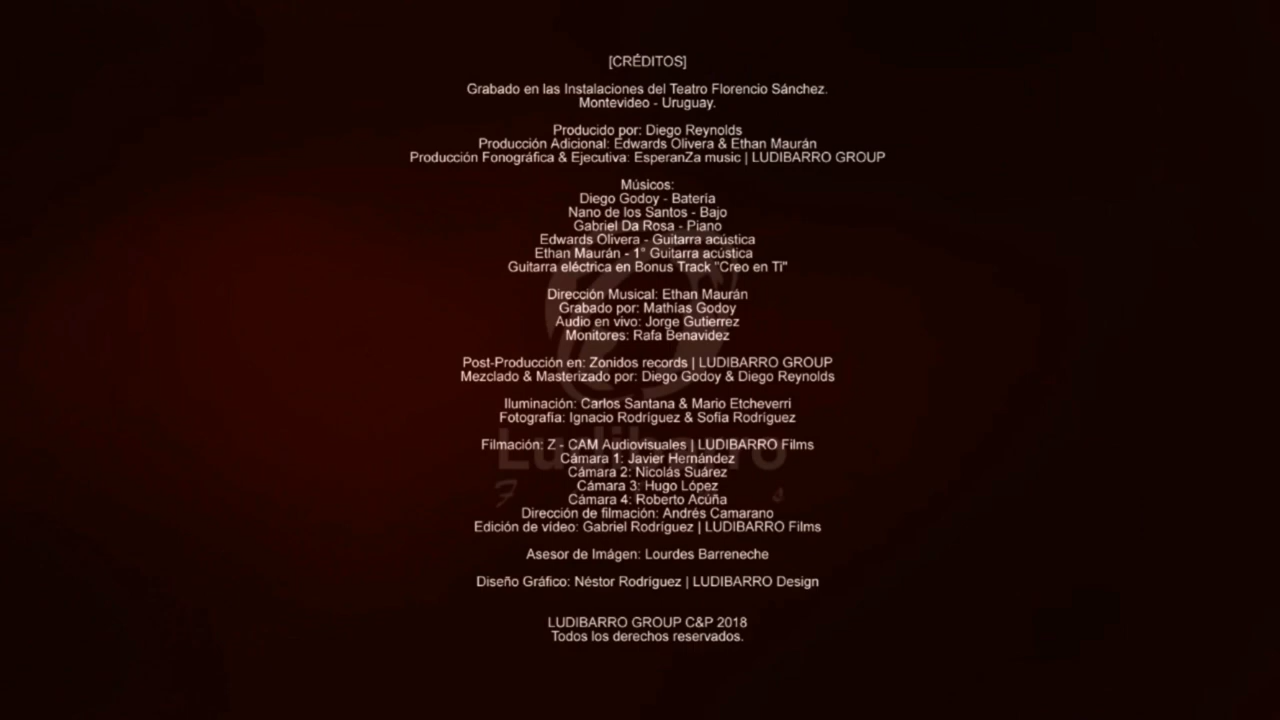 [CRÉDITOS]
Grabado en las Instalaciones del Teatro Florencio Sánchez.
Montevideo - Uruguay.
Producido por: Diego Reynolds
Producción Adicional: Edwards Olivera & Ethan Maurán
Producción Fonográfica & Ejecutiva: EsperanZa music | LUDIBARRO GROUP
Músicos:
Diego Godoy - Batería
Nano de los Santos - Bajo
Gabriel Da Rosa - Piano
Edwards Olivera - Guitarra acústica
Ethan Maurán - 1° Guitarra acústica
Guitarra eléctrica en Bonus Track "Creo en Ti"
Dirección Musical: Ethan Maurán
Grabado por: Mathías Godoy
Audio en vivo: Jorge Gutierrez
Monitores: Rafa Benavidez
Post-Producción en: Zonidos records | LUDIBARRO GROUP
Mezclado & Masterizado por: Diego Godoy & Diego Reynolds
Iluminación: Carlos Santana & Mario Etcheverri
Fotografía: Ignacio Rodríguez & Sofía Rodríguez
Filmación: Z - CAM Audiovisuales | LUDIBARRO Films
Cámara 1: Javier Hernández
Cámara 2: Nicolás Suárez
Cámara 3: Hugo López
Cámara 4: Roberto Acúña
Dirección de filmación: Andrés Camarano
Edición de vídeo: Gabriel Rodríguez | LUDIBARRO Films
Asesor de Imágen: Lourdes Barreneche
Diseño Gráfico: Néstor Rodríguez | LUDIBARRO Design
LUDIBARRO GROUP C&P 2018
Todos los derechos reservados.